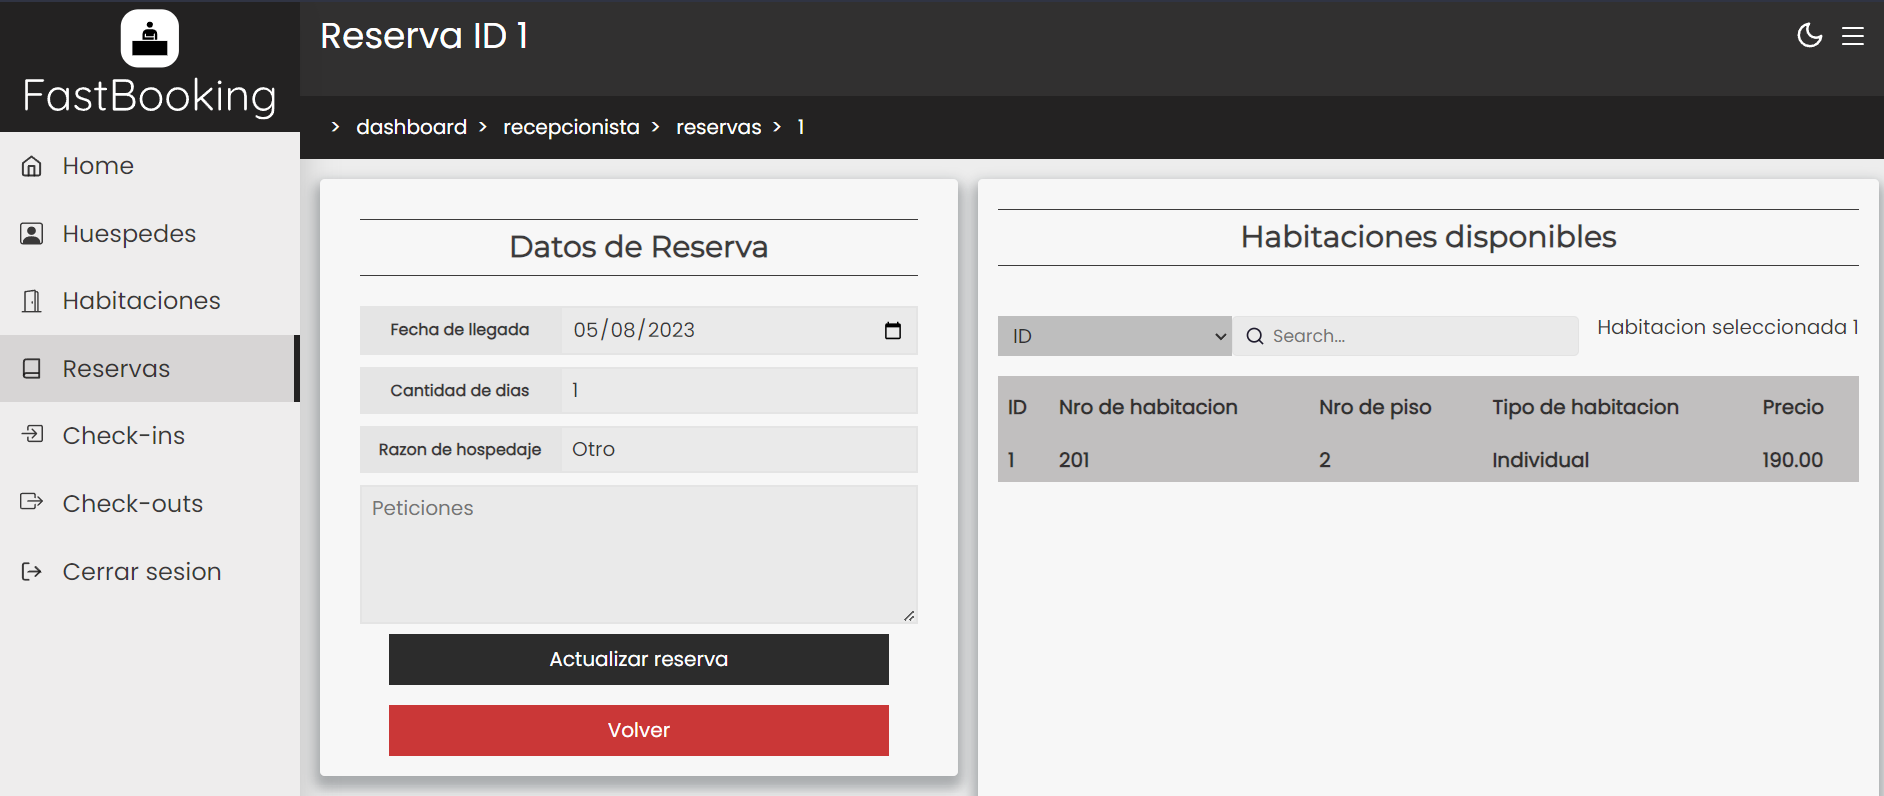 FastBooking
Home
Huespedes
Habitaciones
Reservas
Check-ins
Check-outs
Cerrar sesion
Reserva ID 1
> dashboard > recepcionista > reservas > 1
Datos de Reserva
Fecha de llegada 05/08/2023
Cantidad de dias 1
Razon de hospedaje Otro
Peticiones
Actualizar reserva
Volver
Habitaciones disponibles
ID Search... Habitacion seleccionada 1
ID Nro de habitacion Nro de piso Tipo de habitacion Precio
1 201 2 Individual 190.00